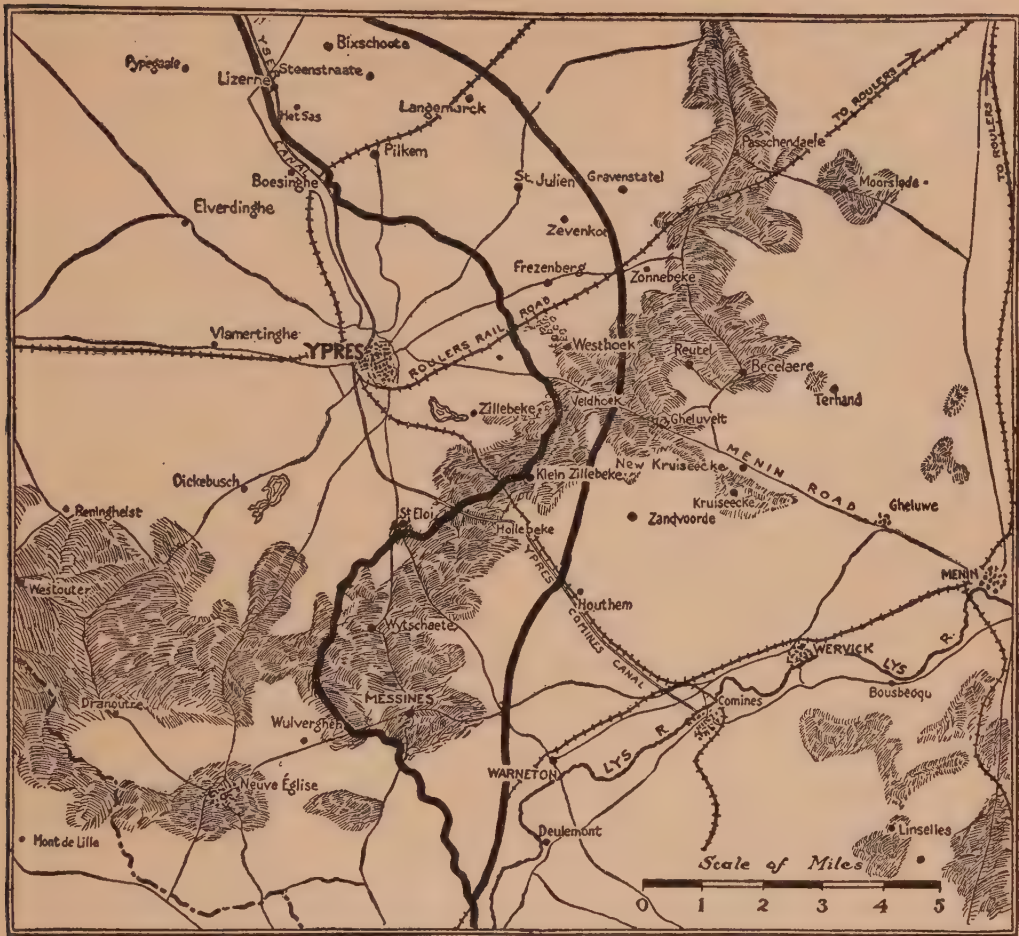 YSER
CANAL
Bixschoote
Pypegaale
Steenstraate
Lizerne
Het Sas
Langemarck
Pilkem
Boesinghe
St. Julien
Gravenstatel
Passchendaele
Moorslede
TO ROULERS
TO ROULERS
TO ROULERS
Elverdinghe
Zevenkot
Frezenberg
Zonnebeke
Vlamertinghe
YPRES
ROULERS RAIL ROAD
Westhoek
Reutel
Becelaere
Terhand
Zillebeke
Veldhoek
Gheluvelt
MENIN ROAD
Klein Zillebeke
New Kruiseecke
Kruiseecke
Dickebusch
Reninghelst
St Eloi
Hollebeke
Zandvoorde
Gheluwe
YPRES COMINES CANAL
Westouter
Houthem
MENIN
Wytschaete
WERVICK
LYS R.
Bousbecqu
Dranoutre
MESSINES
Comines
Wulverghem
LYS R.
WARNETON
Neuve Église
Mont de Lille
Deulemont
Linselles
Scale of Miles
0 1 2 3 4 5